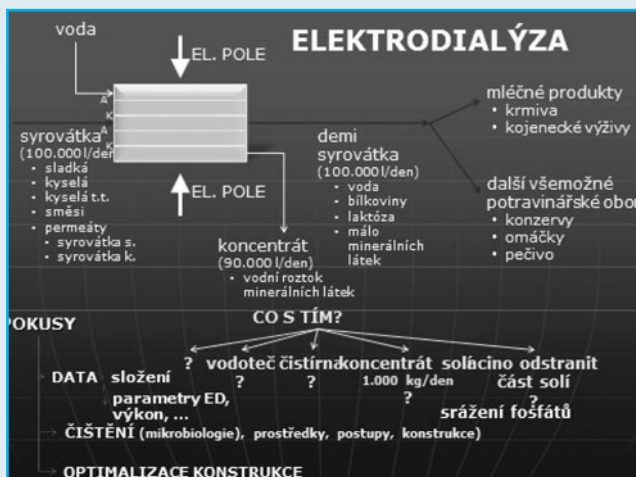 voda
EL. POLE
ELEKTRODIALÝZA
A
K
A
K
syrovátka
(100.000 l/den)
• sladká
• kyselá
• kyselá t.t.
• směsi
• permeáty
• syrovátka s.
• syrovátka k.
EL. POLE
koncentrát
(90.000 l/den)
• vodní roztok
minerálních látek
demi
syrovátka
(100.000 l/den)
• voda
• bílkoviny
• laktóza
• málo
minerálních
látek
mléčné produkty
• krmiva
• kojenecké výživy
další všemožné
potravinářské obor
• konzervy
• omáčky
• pečivo
CO S TÍM?
?
vodoteč
?
čistírna
?
koncentrát solí
1.000 kg/den
?
lacino odstranit
část solí
?
srážení fosfátů
POKUSY
DATA
složení
parametry ED,
výkon, ...
ČIŠTĚNÍ (mikrobiologie), prostředky, postupy, konstrukce)
OPTIMALIZACE KONSTRUKCE